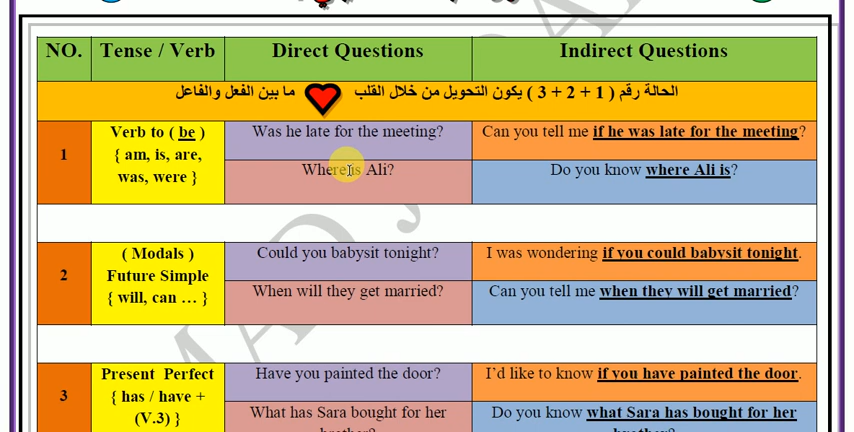 NO. Tense / Verb Direct Questions Indirect Questions
الحالة رقم ( 1 + 2 + 3 ) يكون التحويل من خلال القلب ما بين الفعل والفاعل
1
Verb to ( be )
{ am, is, are,
was, were }
Was he late for the meeting?
Can you tell me if he was late for the meeting?
Where is Ali?
Do you know where Ali is?
2
( Modals )
Future Simple
{ will, can … }
Could you babysit tonight?
I was wondering if you could babysit tonight.
When will they get married?
Can you tell me when they will get married?
3
Present Perfect
{ has / have +
(V.3) }
Have you painted the door?
I’d like to know if you have painted the door.
What has Sara bought for her
Do you know what Sara has bought for her